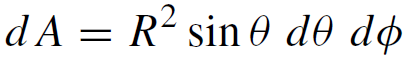 dA = R² sin θ dθ dϕ